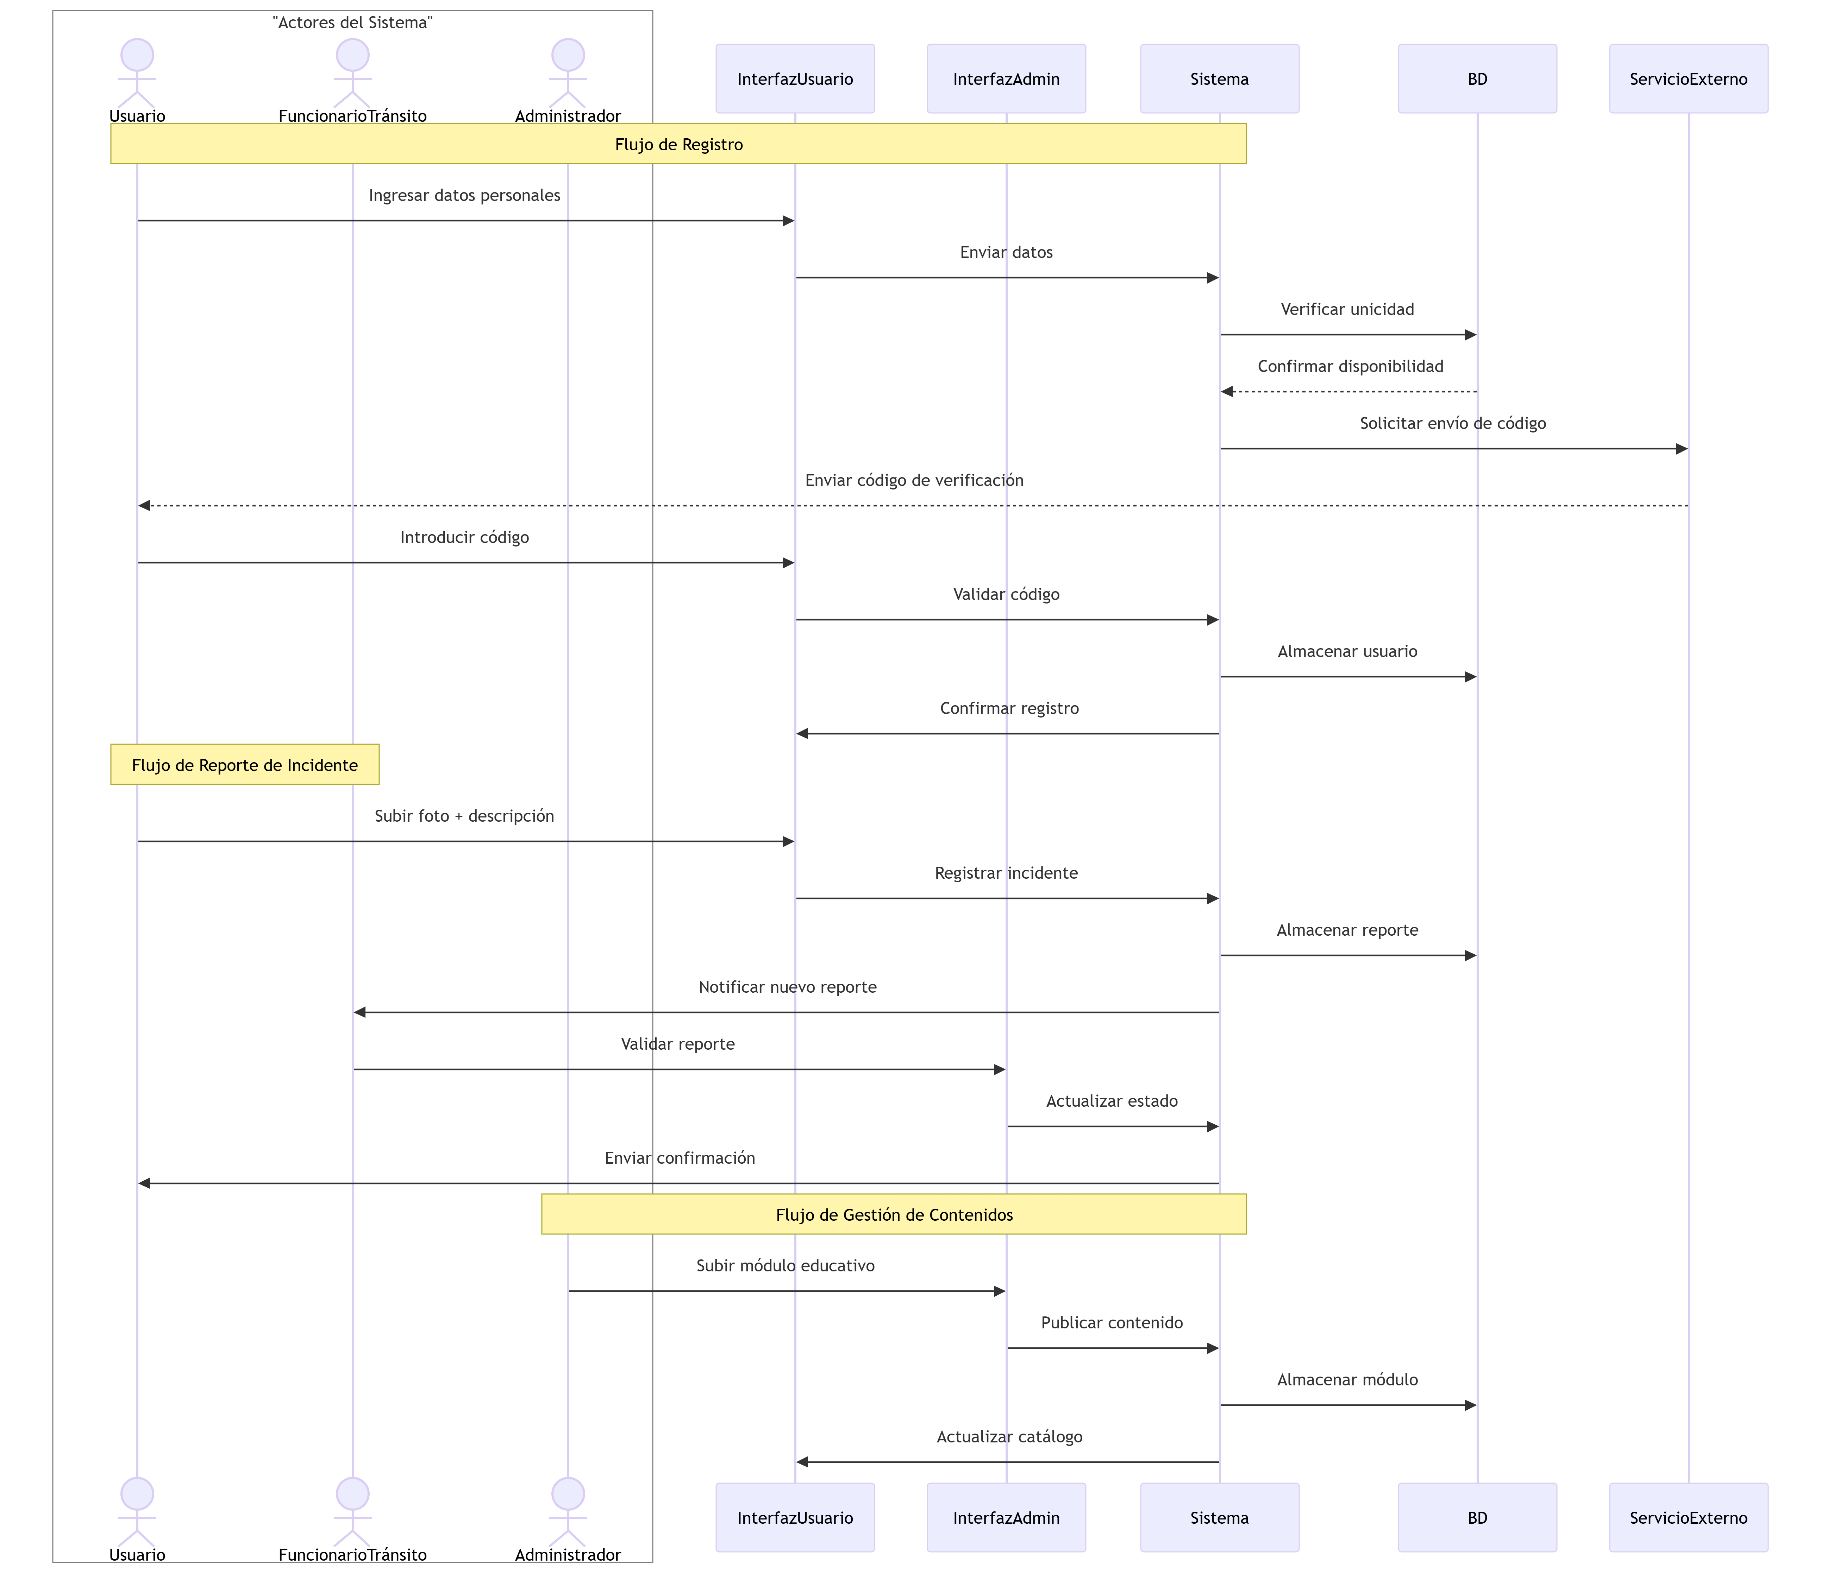 "Actores del Sistema"
Usuario
FuncionarioTránsito
Administrador
InterfazUsuario
InterfazAdmin
Sistema
BD
ServicioExterno
Flujo de Registro
Ingresar datos personales
Enviar datos
Verificar unicidad
Confirmar disponibilidad
Solicitar envío de código
Enviar código de verificación
Introducir código
Validar código
Almacenar usuario
Confirmar registro
Flujo de Reporte de Incidente
Subir foto + descripción
Registrar incidente
Almacenar reporte
Notificar nuevo reporte
Validar reporte
Actualizar estado
Enviar confirmación
Flujo de Gestión de Contenidos
Subir módulo educativo
Publicar contenido
Almacenar módulo
Actualizar catálogo
Usuario
FuncionarioTránsito
Administrador
InterfazUsuario
InterfazAdmin
Sistema
BD
ServicioExterno